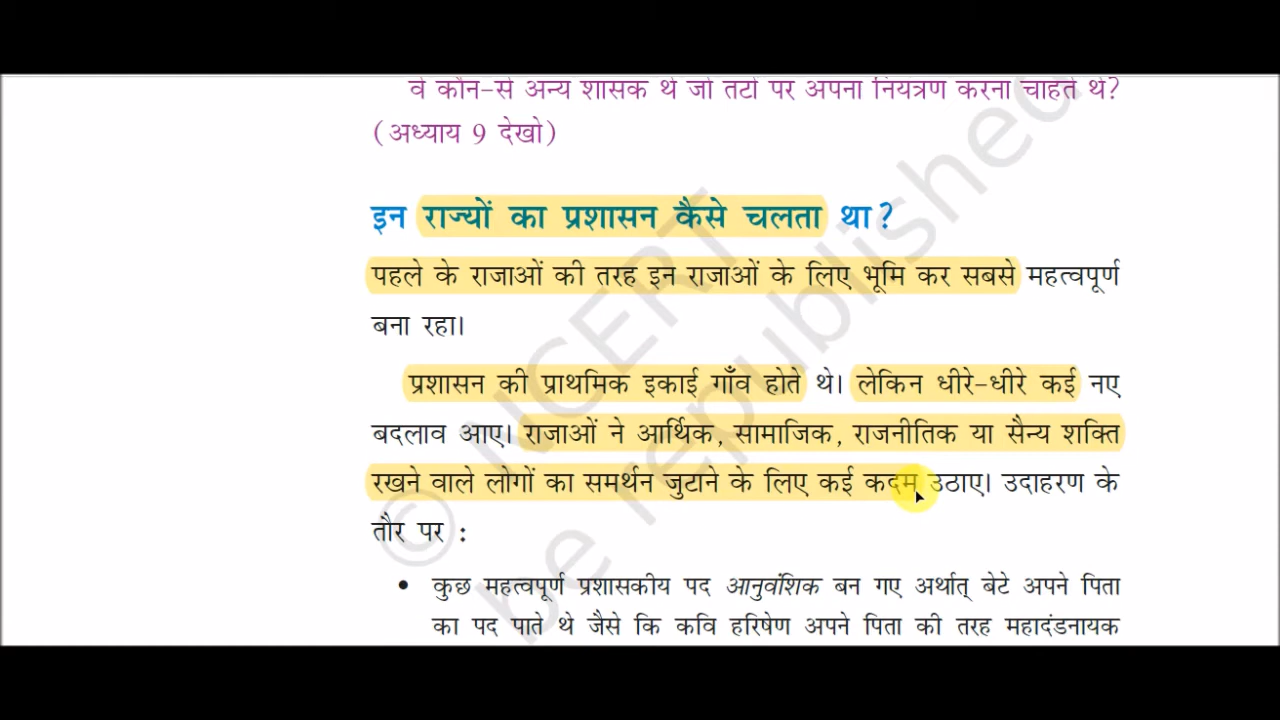 वे कौन-से अन्य शासक थे जो तटों पर अपना नियंत्रण करना चाहते थे?
(अध्याय 9 देखो)
इन राज्यों का प्रशासन कैसे चलता था?
पहले के राजाओं की तरह इन राजाओं के लिए भूमि कर सबसे महत्वपूर्ण
बना रहा।
प्रशासन की प्राथमिक इकाई गाँव होते थे। लेकिन धीरे-धीरे कई नए
बदलाव आए। राजाओं ने आर्थिक, सामाजिक, राजनीतिक या सैन्य शक्ति
रखने वाले लोगों का समर्थन जुटाने के लिए कई कदम उठाए। उदाहरण के
तौर पर :
• कुछ महत्वपूर्ण प्रशासकीय पद आनुवंशिक बन गए अर्थात् बेटे अपने पिता
का पद पाते थे जैसे कि कवि हरिषेण अपने पिता की तरह महादंडनायक
© NCERT
be republished